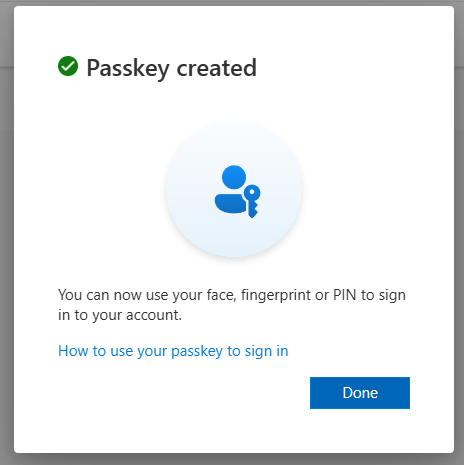 Passkey created
You can now use your face, fingerprint or PIN to sign
in to your account.
How to use your passkey to sign in
Done